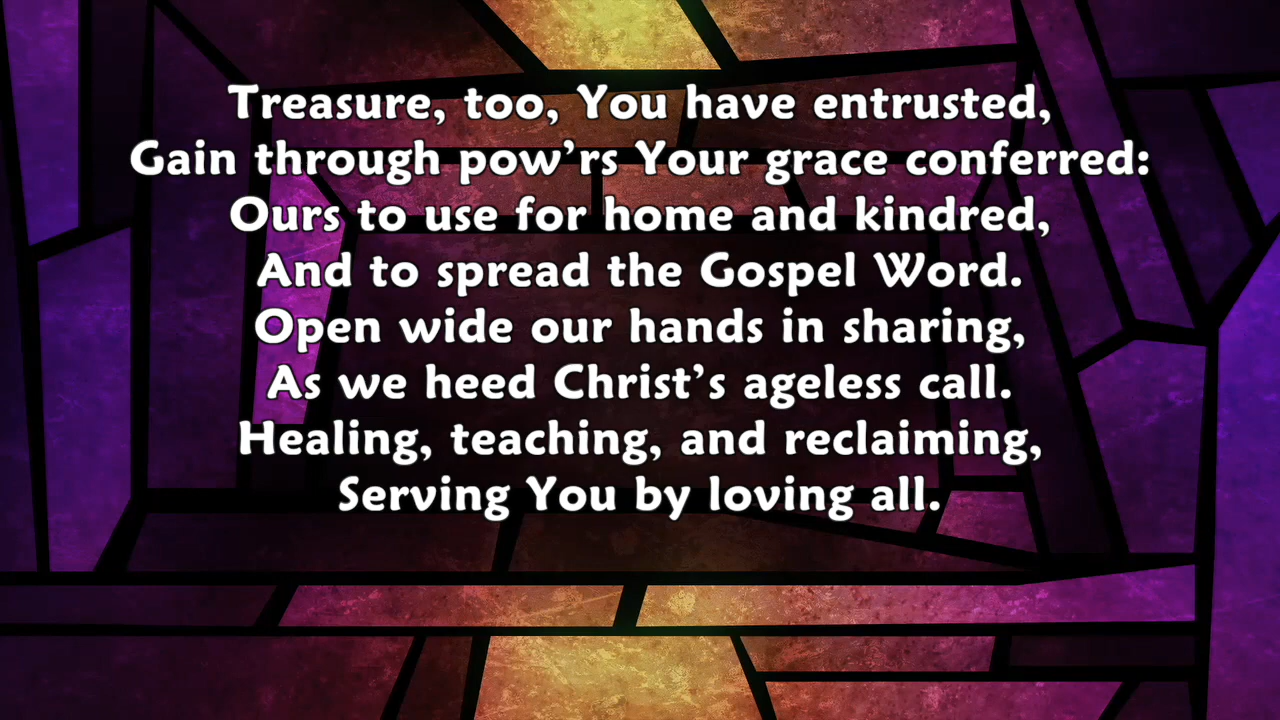 Treasure, too, You have entrusted,
Gain through pow’rs Your grace conferred:
Ours to use for home and kindred,
And to spread the Gospel Word.
Open wide our hands in sharing,
As we heed Christ’s ageless call.
Healing, teaching, and reclaiming,
Serving You by loving all.